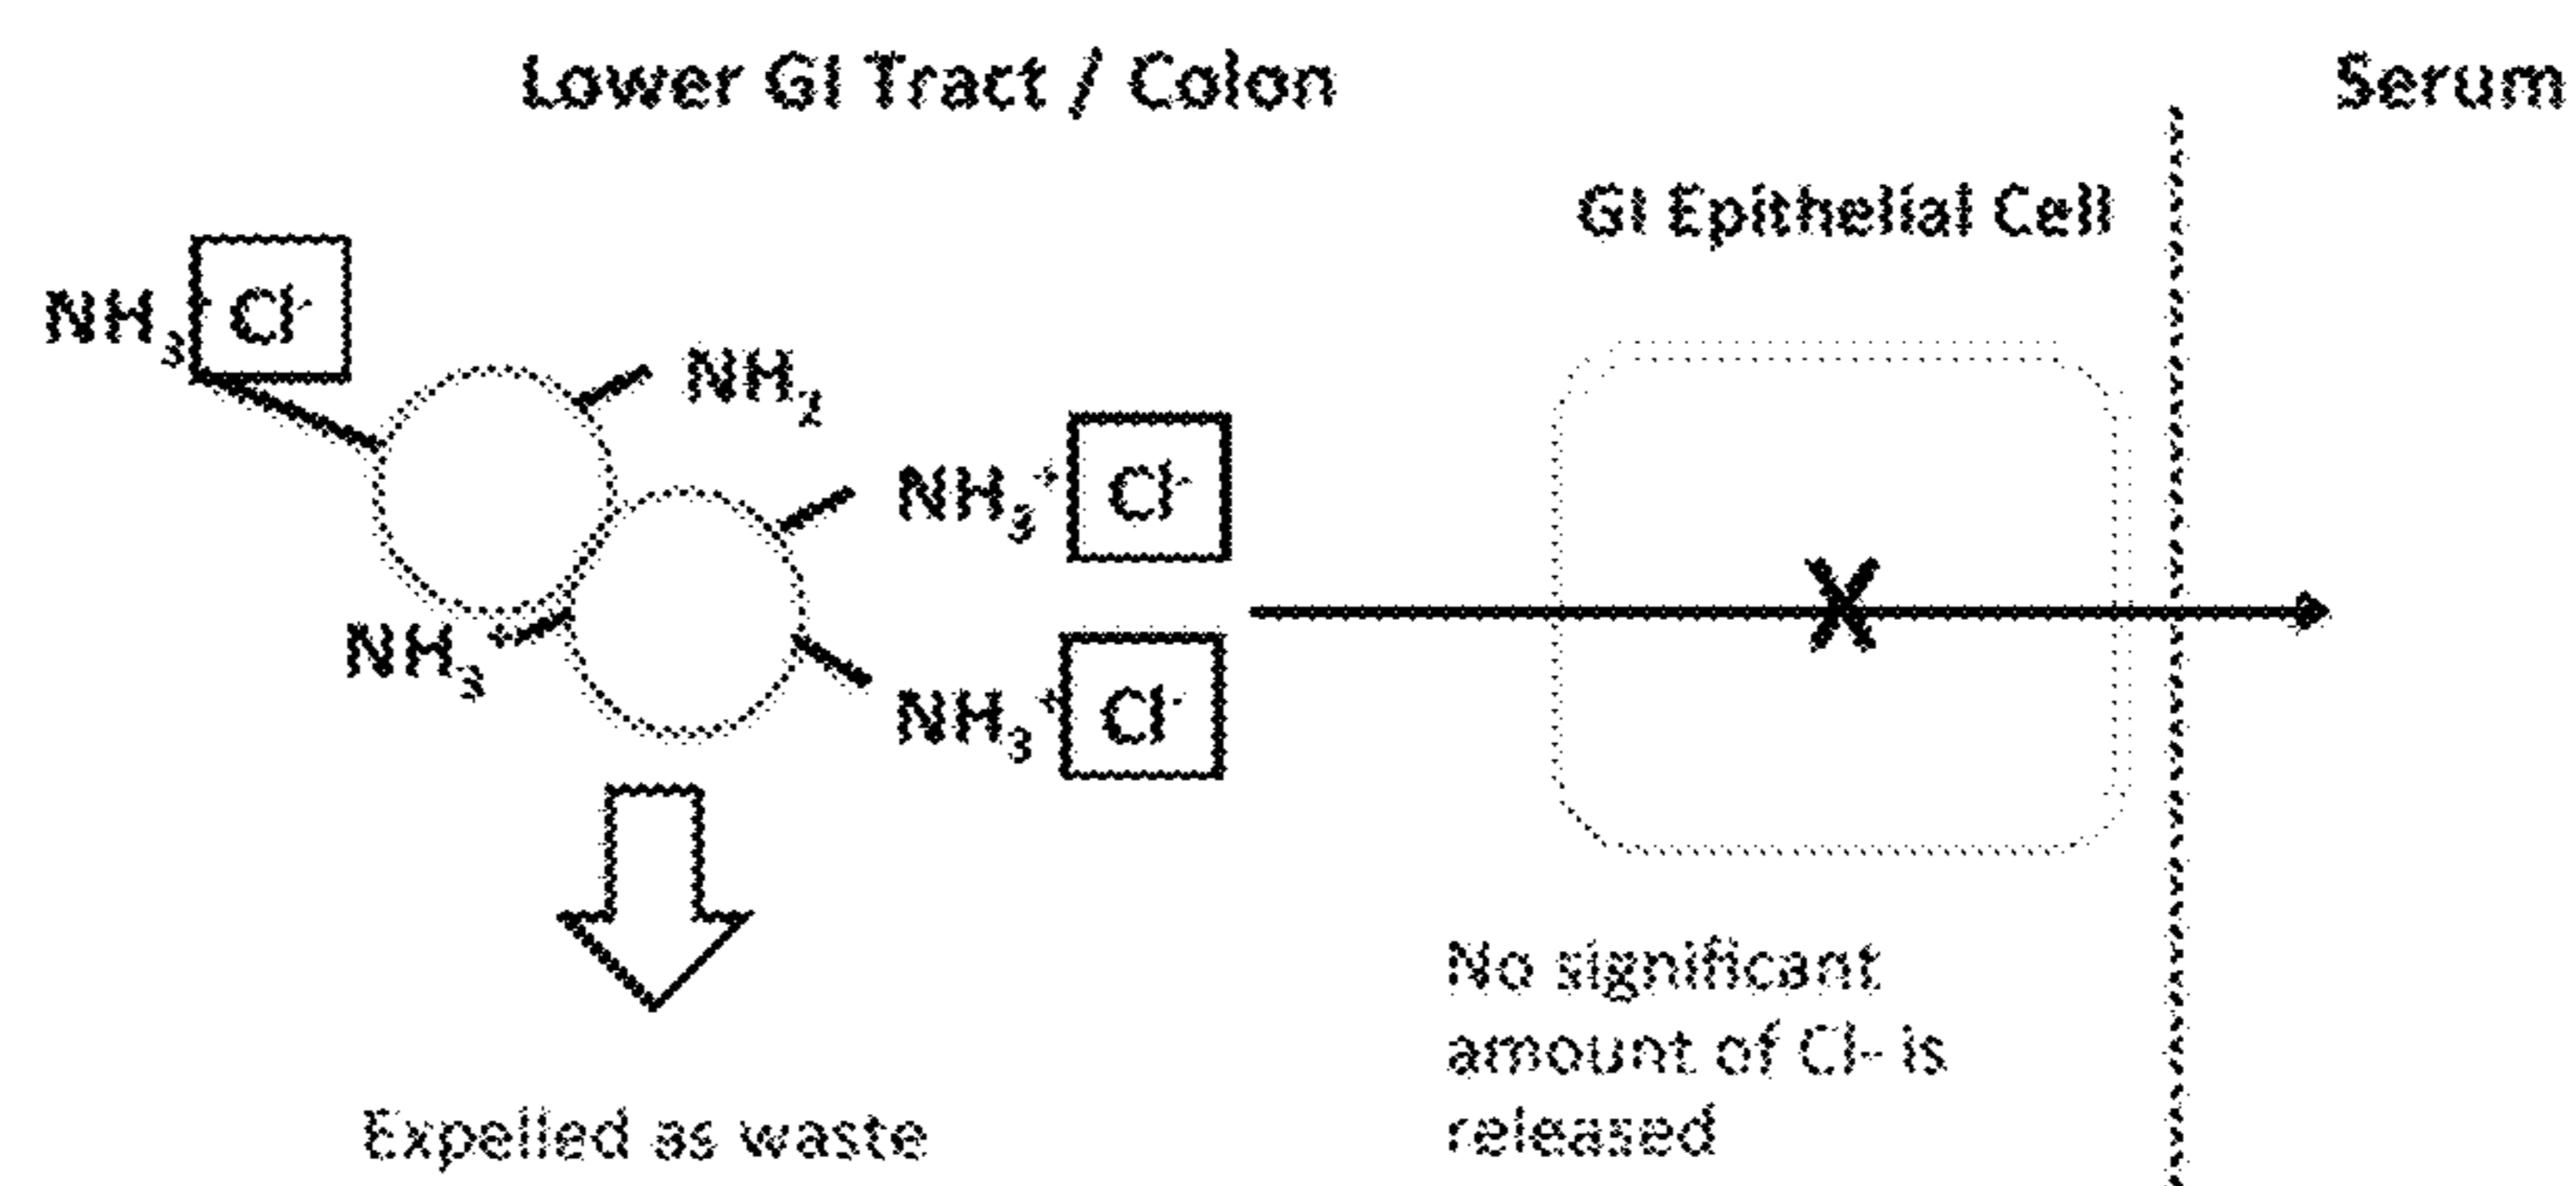 Lower GI Tract / Colon
Serum
GI Epithelial Cell
NH₃⁺ Cl⁻
NH₂
NH₃⁺ Cl⁻
NH₃⁺
NH₃⁺ Cl⁻
X
No significant
amount of Cl- is
released
Expelled as waste